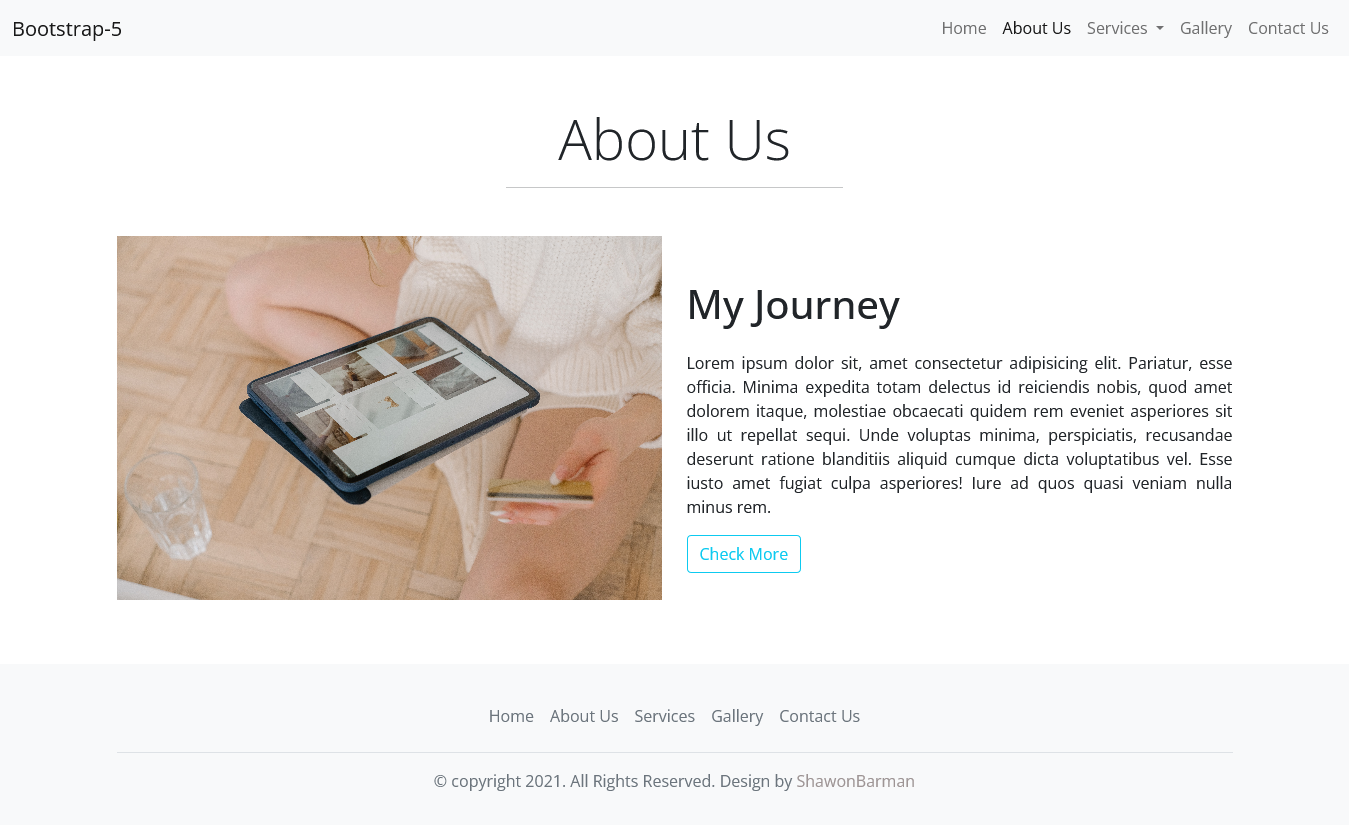 Bootstrap-5
Home About Us Services Gallery Contact Us
About Us
My Journey
Lorem ipsum dolor sit, amet consectetur adipisicing elit. Pariatur, esse
officia. Minima expedita totam delectus id reiciendis nobis, quod amet
dolorem itaque, molestiae obcaecati quidem rem eveniet asperiores sit
illo ut repellat sequi. Unde voluptas minima, perspiciatis, recusandae
deserunt ratione blanditiis aliquid cumque dicta voluptatibus vel. Esse
iusto amet fugiat culpa asperiores! Iure ad quos quasi veniam nulla
minus rem.
Check More
Home About Us Services Gallery Contact Us
© copyright 2021. All Rights Reserved. Design by ShawonBarman